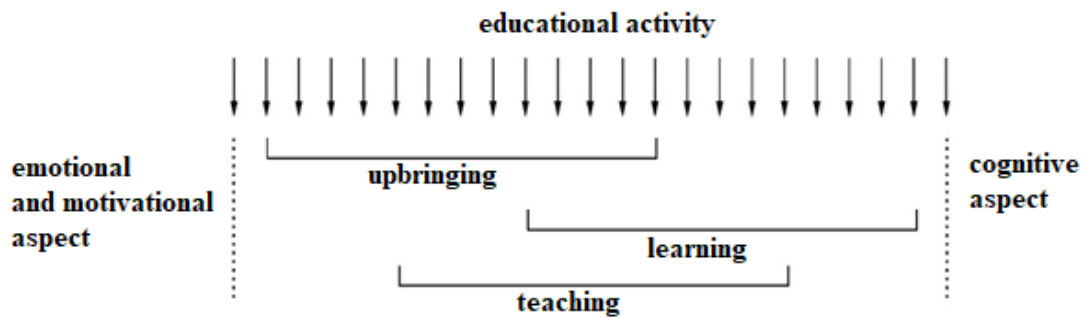 educational activity
emotional
and motivational
aspect
upbringing
cognitive
aspect
learning
teaching